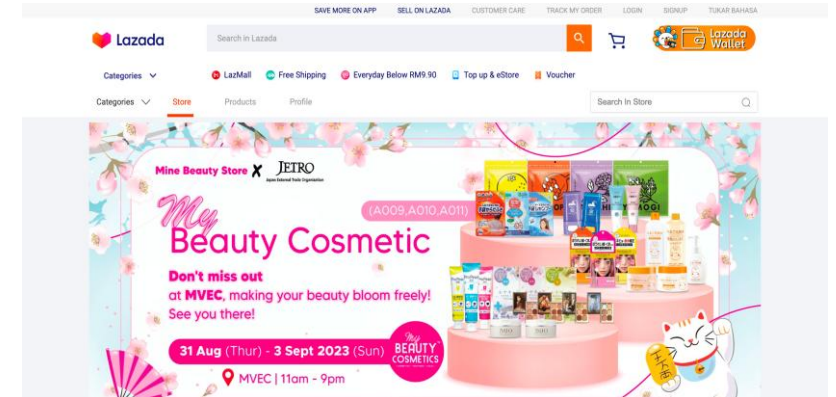 SAVE MORE ON APP SELL ON LAZADA CUSTOMER CARE TRACK MY ORDER LOGIN SIGNUP TUKAR BAHASA
Lazada
Search in Lazada
Lazada Wallet
Categories
LazMall Free Shipping Everyday Below RM9.90 Top up & eStore Voucher
Categories Store Products Profile Search In Store
Mine Beauty Store X JETRO
Japan External Trade Organization
(A009,A010,A011)
My
Beauty Cosmetic
Don't miss out
at MVEC, making your beauty bloom freely!
See you there!
31 Aug (Thur) - 3 Sept 2023 (Sun)
My
BEAUTY
COSMETICS
MVEC | 11am - 9pm